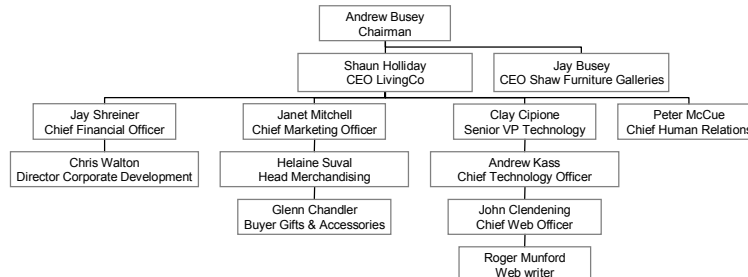 Andrew Busey
Chairman
Shaun Holliday
CEO LivingCo
Jay Busey
CEO Shaw Furniture Galleries
Jay Shreiner
Chief Financial Officer
Janet Mitchell
Chief Marketing Officer
Clay Cipione
Senior VP Technology
Peter McCue
Chief Human Relations
Chris Walton
Director Corporate Development
Helaine Suval
Head Merchandising
Andrew Kass
Chief Technology Officer
Glenn Chandler
Buyer Gifts & Accessories
John Clendening
Chief Web Officer
Roger Munford
Web writer